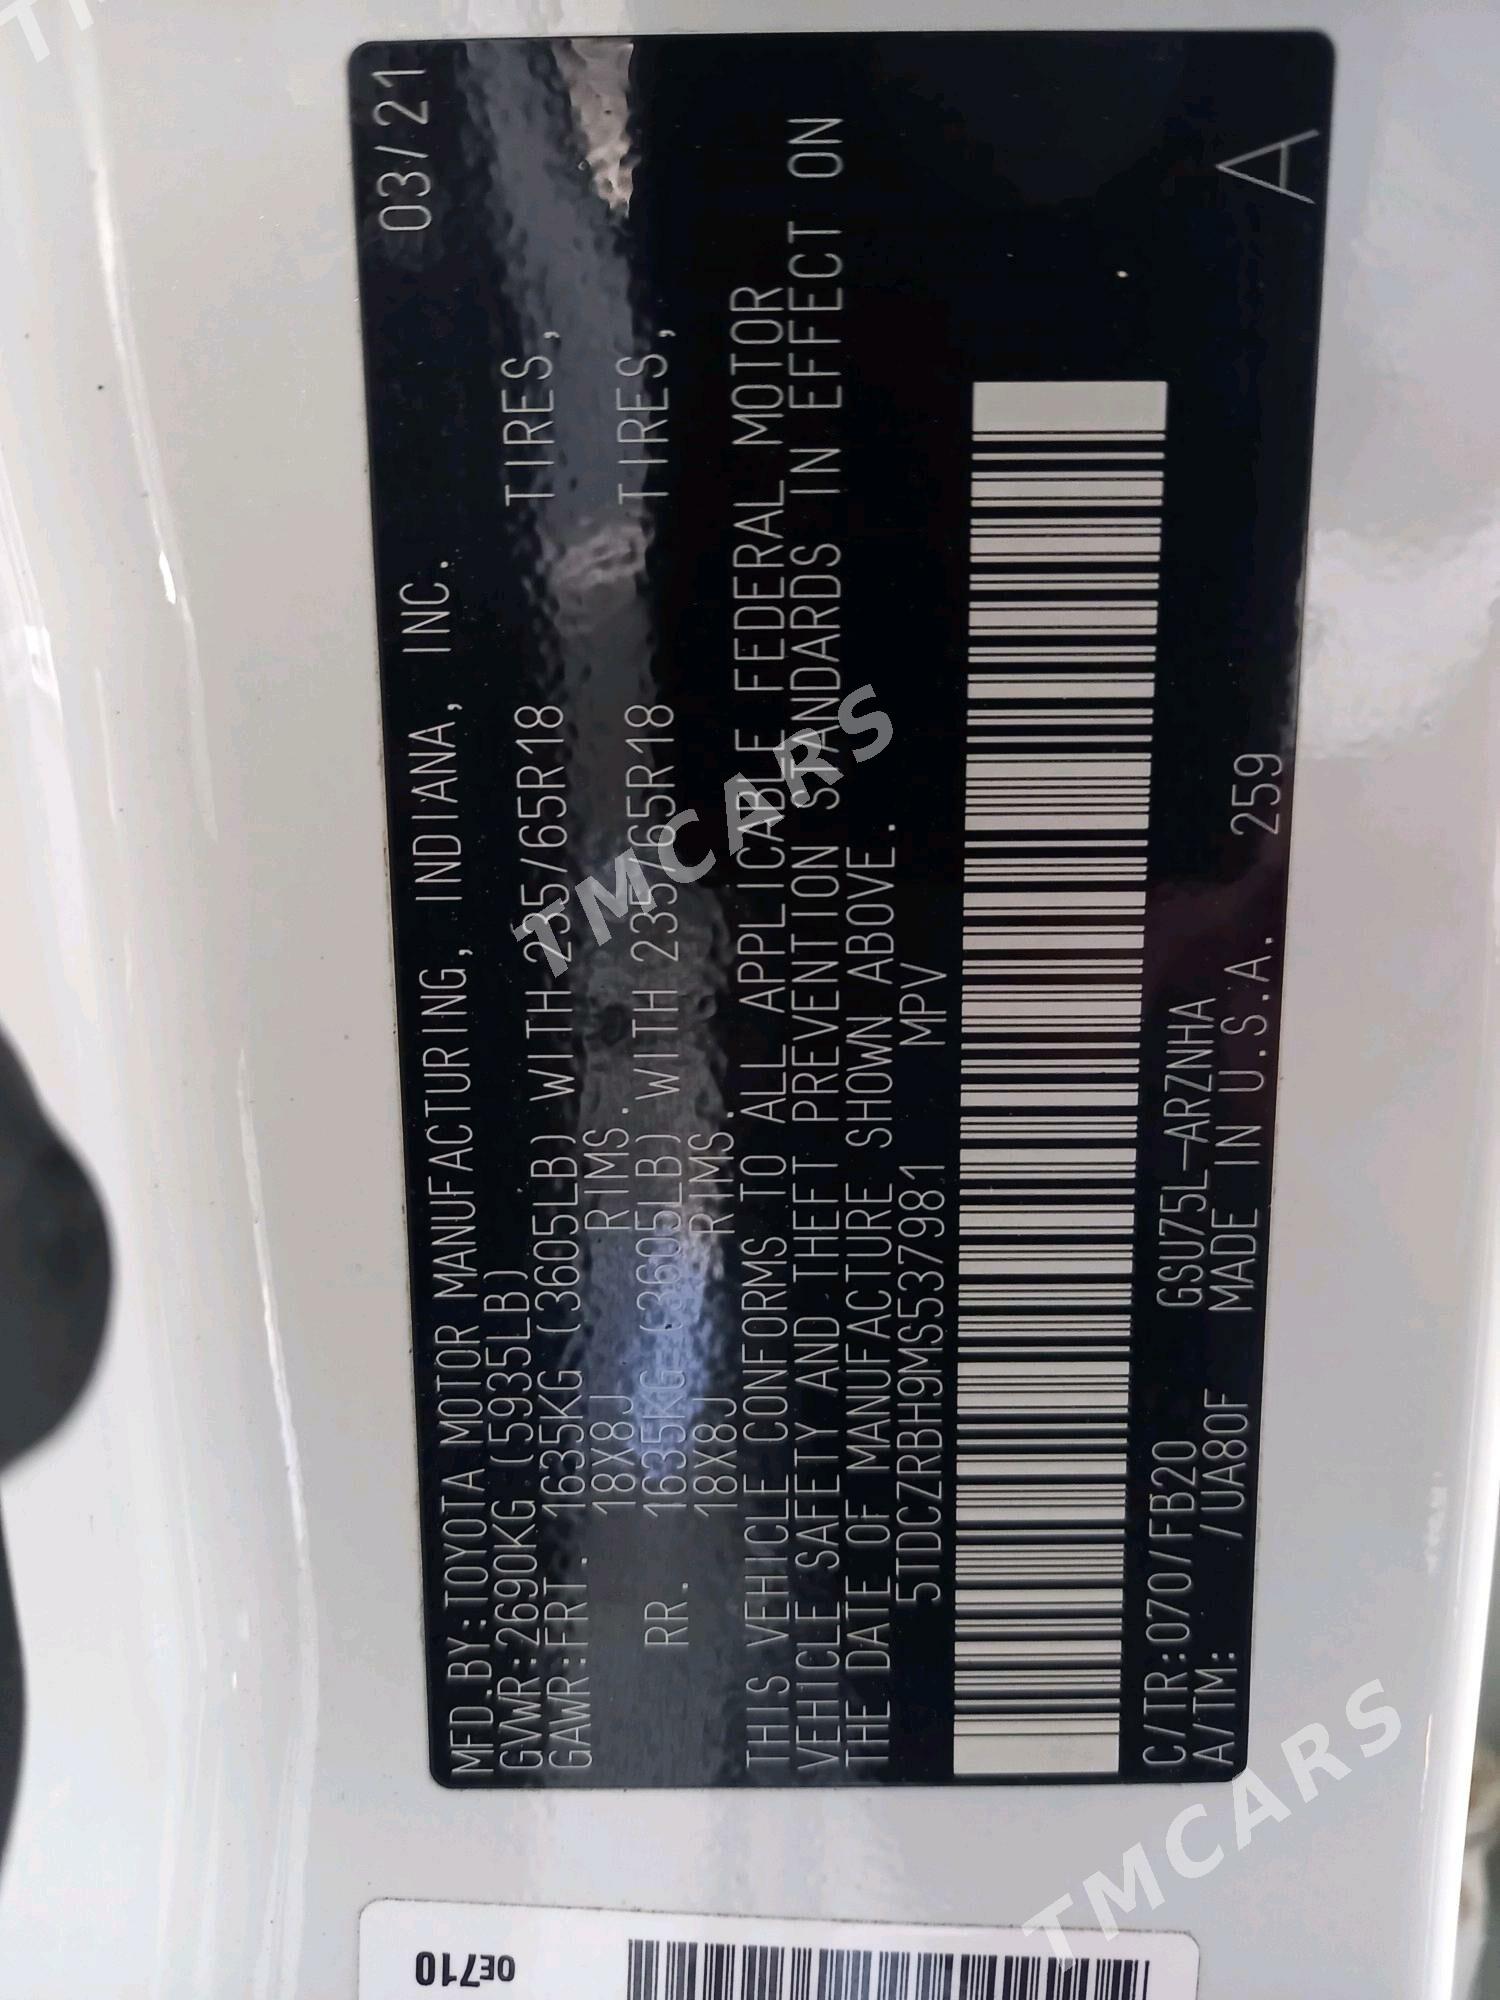 MFD.BY:TOYOTA MOTOR MANUFACTURING, INDIANA, INC. 03/21
GVWR:2690KG (5935LB)
GAWR:FRT. 1635KG (3605LB) WITH 235/65R18 TIRES,
18X8J RIMS.
RR. 1635KG (3605LB) WITH 235/65R18 TIRES,
18X8J RIMS.
THIS VEHICLE CONFORMS TO ALL APPLICABLE FEDERAL MOTOR
VEHICLE SAFETY AND THEFT PREVENTION STANDARDS IN EFFECT ON
THE DATE OF MANUFACTURE SHOWN ABOVE.
5TDCZRBH9MS537981 MPV
C/TR:070/FB20 GSU75L-ARZNHA
A/TM: /UA80F MADE IN U.S.A. 259
A
0E710
TMCARS
TMCARS